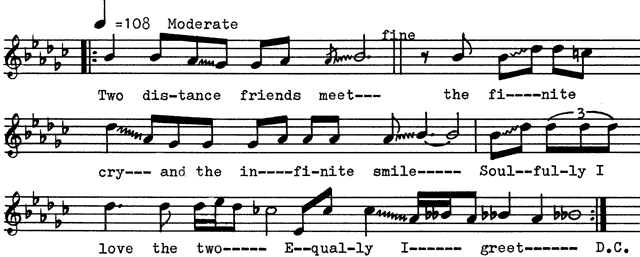 =108 Moderate
fine
Two dis-tance friends meet--- the fi----nite
3
cry--- and the in----fi-nite smile------ Soul--ful-ly I
love the two----- E--qual-ly I------ greet------- D.C.